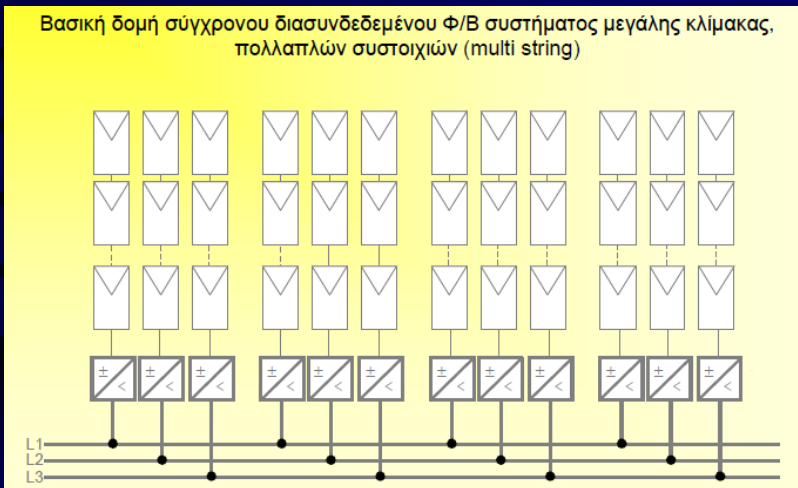 Βασική δομή σύγχρονου διασυνδεδεμένου Φ/Β συστήματος μεγάλης κλίμακας,
πολλαπλών συστοιχιών (multi string)
± < ± < ± < ± < ± < ± < ± < ± < ± < ± < ± < ± <
L1
L2
L3